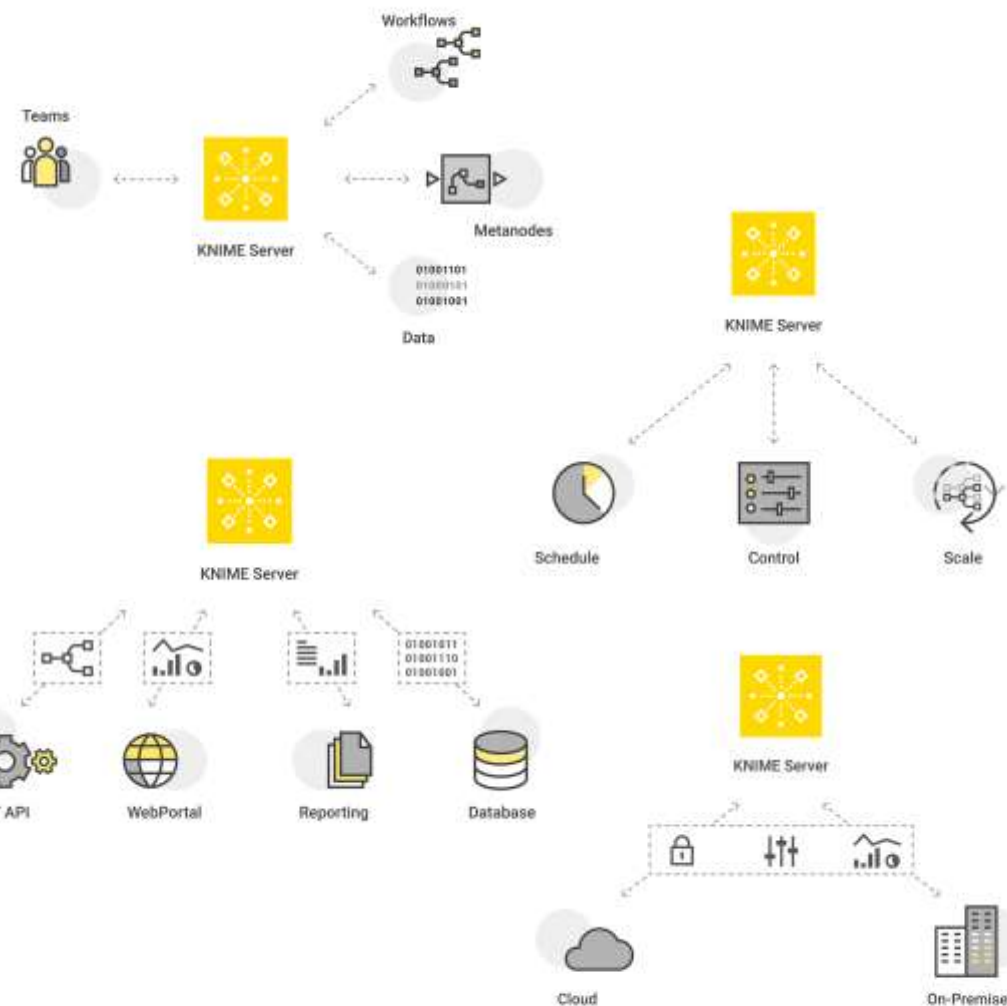 Workflows
Teams
KNIME Server
Metanodes
01001101
01000101
01001001
Data
KNIME Server
Schedule
Control
Scale
KNIME Server
01001011
01001110
01001001
API
WebPortal
Reporting
Database
KNIME Server
Cloud
On-Premise